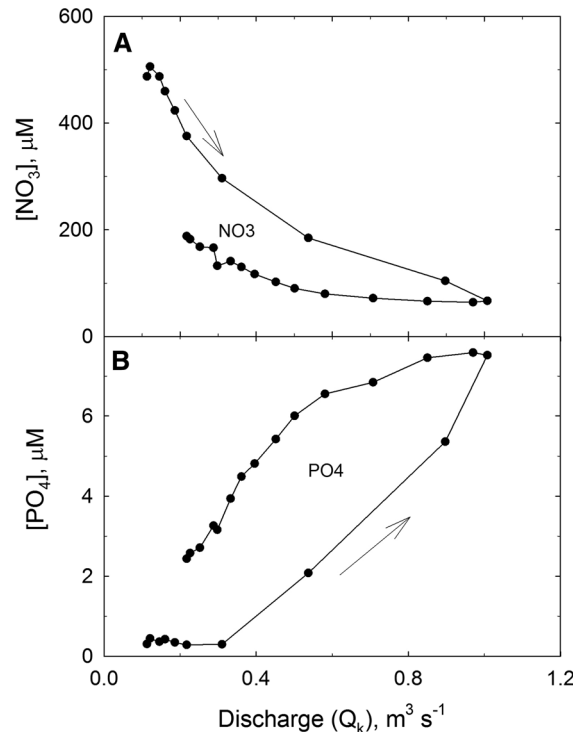 600
A
400
[NO3], μM
NO3
200
0
B
6
[PO4], μM
PO4
4
2
0
0.0 0.4 0.8 1.2
Discharge (Qk), m³ s⁻¹